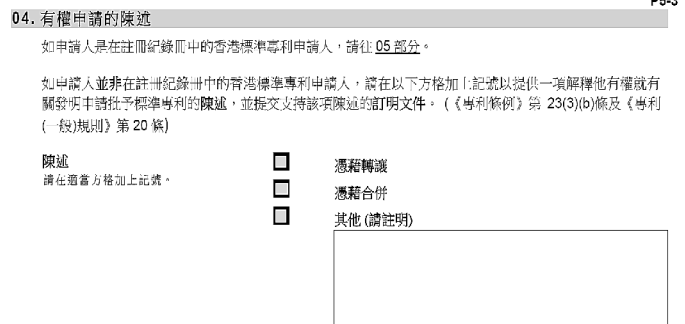 P5-3
04. 有權申請的陳述
如申請人是在註冊紀錄冊中的香港標準專利申請人，請往 05 部分。
如申請人並非在註冊紀錄冊中的香港標準專利申請人，請在以下方格加上記號以提供一項解釋他有權就有
關發明申請批予標準專利的陳述，並提交支持該項陳述的訂明文件。 (《專利條例》第 23(3)(b)條及《專利
(一般)規則》第 20 條)
陳述
請在適當方格加上記號。
憑藉轉讓
憑藉合併
其他 (請註明)